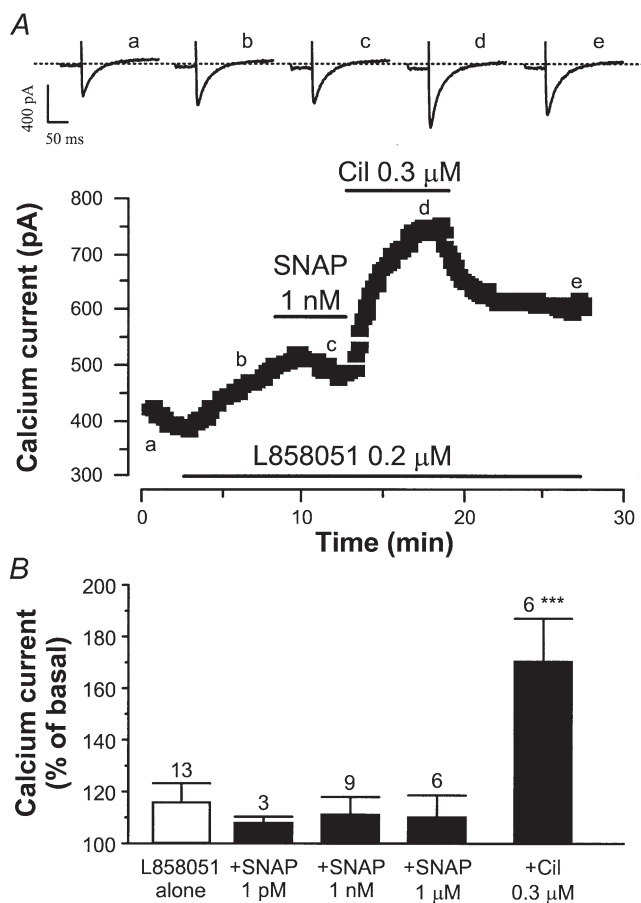 A
a b c d e
400 pA
50 ms
Cil 0.3 µM
800
700
600
500
400
300
Calcium current (pA)
SNAP
1 nM
a
b
c
d
e
L858051 0.2 µM
0 10 20 30
Time (min)
B
200
180
160
140
120
100
Calcium current
(% of basal)
13
3
9
6
6 ***
L858051
alone
+SNAP
1 pM
+SNAP
1 nM
+SNAP
1 µM
+Cil
0.3 µM